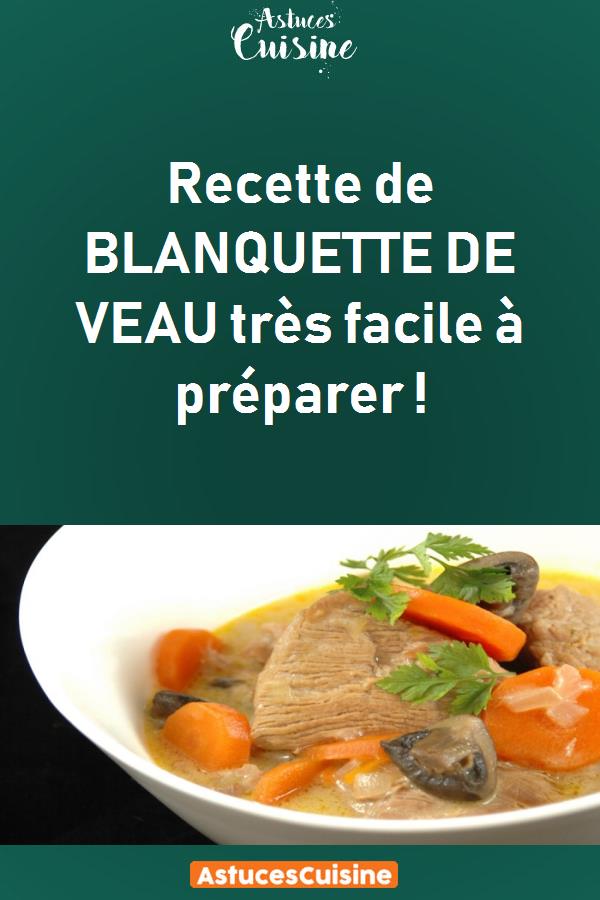 Astuces
Cuisine
Recette de
BLANQUETTE DE
VEAU très facile à
préparer !
AstucesCuisine